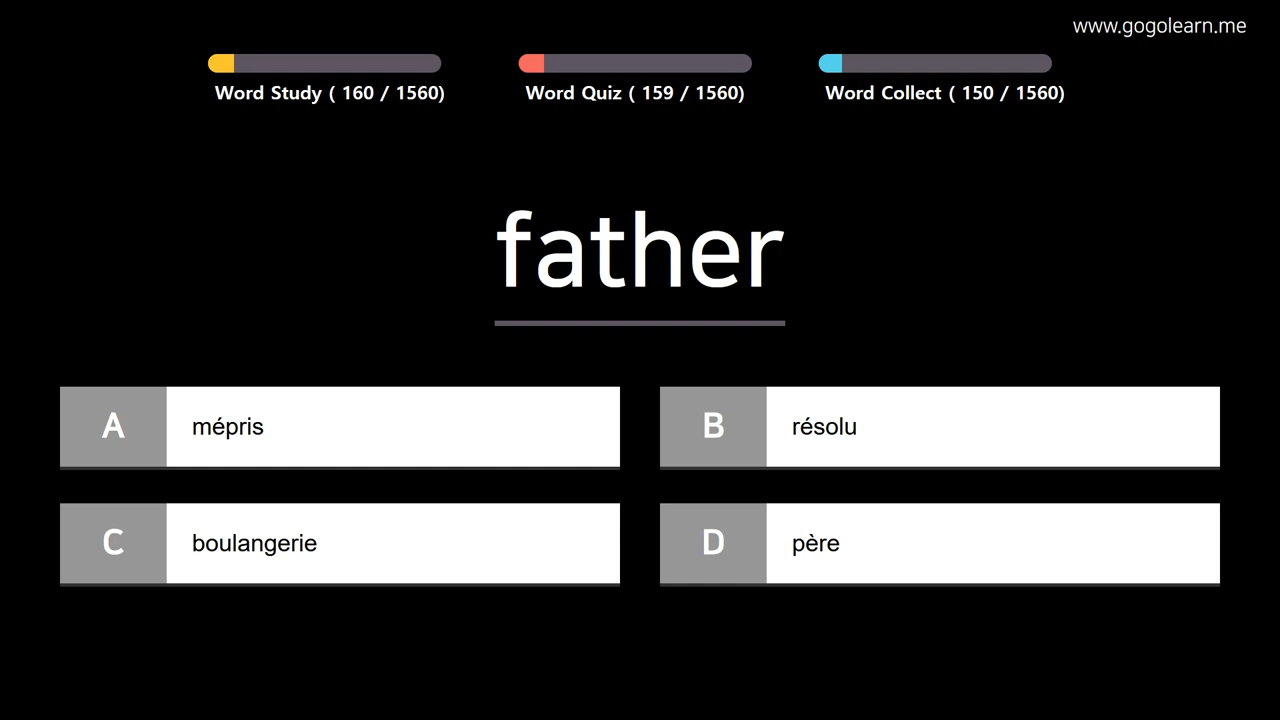 www.gogolearn.me
Word Study ( 160 / 1560)
Word Quiz ( 159 / 1560)
Word Collect ( 150 / 1560)
father
A mépris
B résolu
C boulangerie
D père